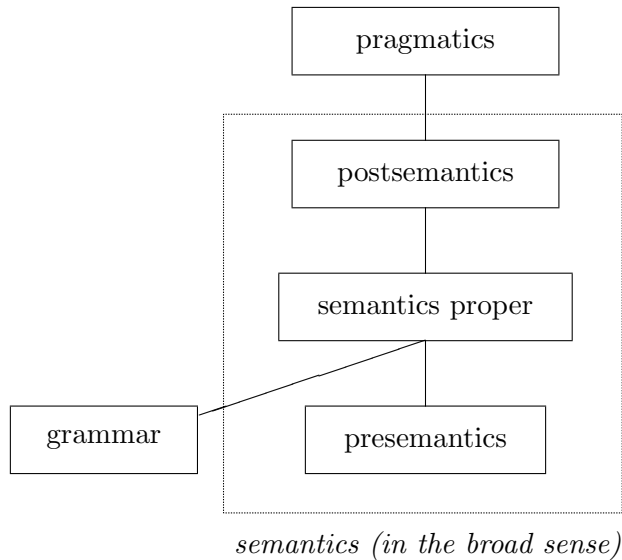 pragmatics
postsemantics
semantics proper
grammar
presemantics
semantics (in the broad sense)